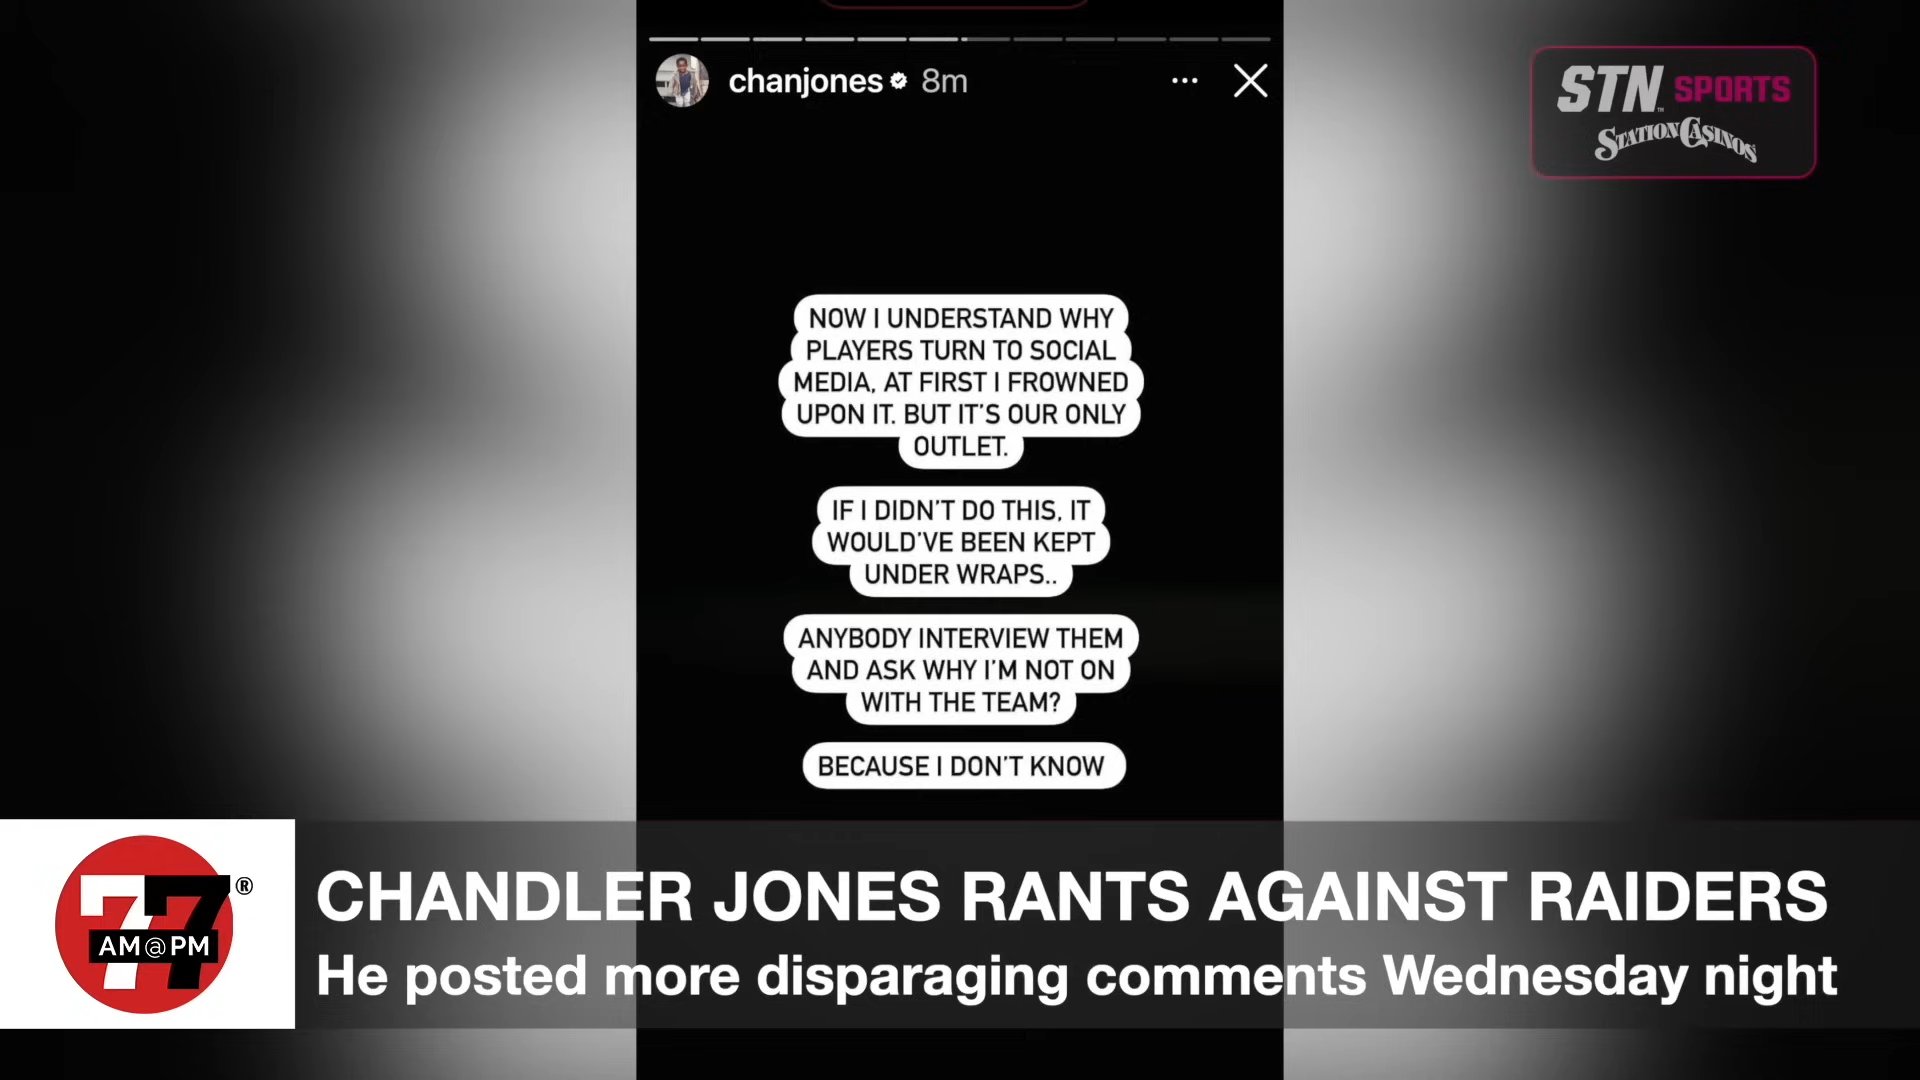 chanjones 8m
STN SPORTS
STATION CASINOS
NOW I UNDERSTAND WHY
PLAYERS TURN TO SOCIAL
MEDIA, AT FIRST I FROWNED
UPON IT. BUT IT'S OUR ONLY
OUTLET.
IF I DIDN'T DO THIS, IT
WOULD'VE BEEN KEPT
UNDER WRAPS..
ANYBODY INTERVIEW THEM
AND ASK WHY I'M NOT ON
WITH THE TEAM?
BECAUSE I DON'T KNOW
77®
AM@PM
CHANDLER JONES RANTS AGAINST RAIDERS
He posted more disparaging comments Wednesday night